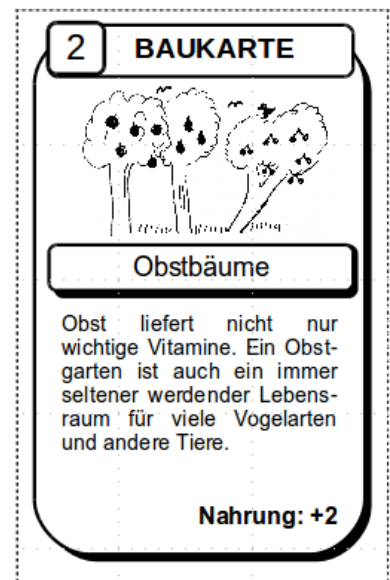 2 BAUKARTE
Obstbäume
Obst liefert nicht nur
wichtige Vitamine. Ein Obst-
garten ist auch ein immer
seltener werdender Lebens-
raum für viele Vogelarten
und andere Tiere.
Nahrung: +2